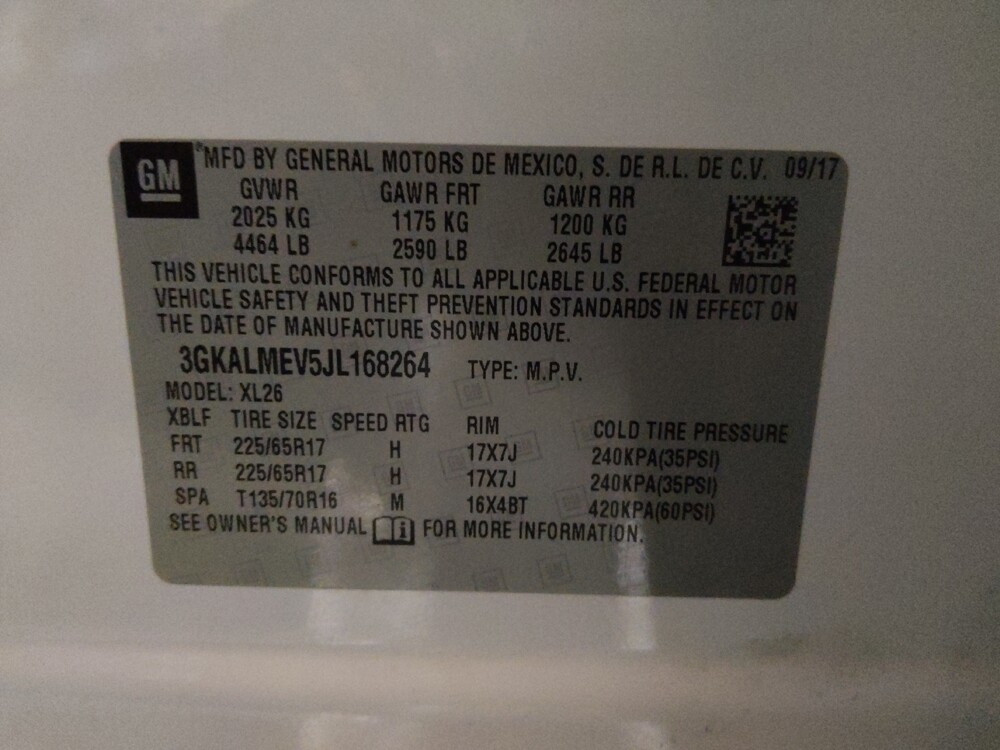 GM
MFD BY GENERAL MOTORS DE MEXICO, S. DE R.L. DE C.V. 09/17
GVWR GAWR FRT GAWR RR
2025 KG 1175 KG 1200 KG
4464 LB 2590 LB 2645 LB
THIS VEHICLE CONFORMS TO ALL APPLICABLE U.S. FEDERAL MOTOR
VEHICLE SAFETY AND THEFT PREVENTION STANDARDS IN EFFECT ON
THE DATE OF MANUFACTURE SHOWN ABOVE.
3GKALMEV5JL168264 TYPE: M.P.V.
MODEL: XL26
XBLF TIRE SIZE SPEED RTG RIM COLD TIRE PRESSURE
FRT 225/65R17 H 17X7J 240KPA(35PSI)
RR 225/65R17 H 17X7J 240KPA(35PSI)
SPA T135/70R16 M 16X4BT 420KPA(60PSI)
SEE OWNER'S MANUAL i FOR MORE INFORMATION.